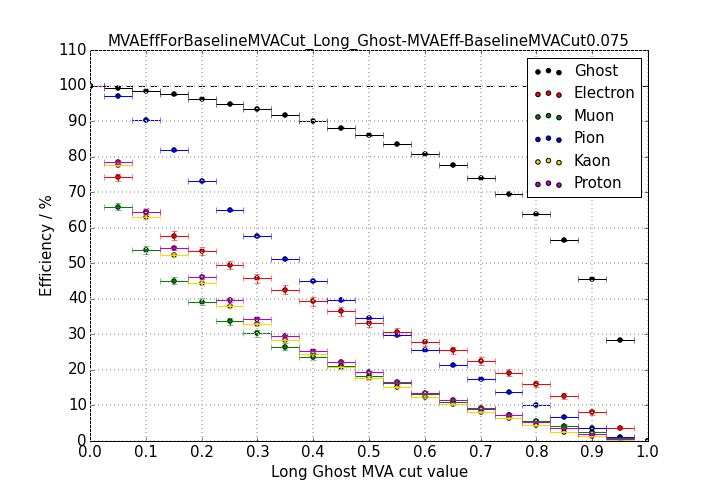 MVAEffForBaselineMVACut_Long_Ghost-MVAEff-BaselineMVACut0.075
110
100
90
80
70
60
50
40
30
20
10
0
Efficiency / %
Ghost
Electron
Muon
Pion
Kaon
Proton
0.0 0.1 0.2 0.3 0.4 0.5 0.6 0.7 0.8 0.9 1.0
Long Ghost MVA cut value